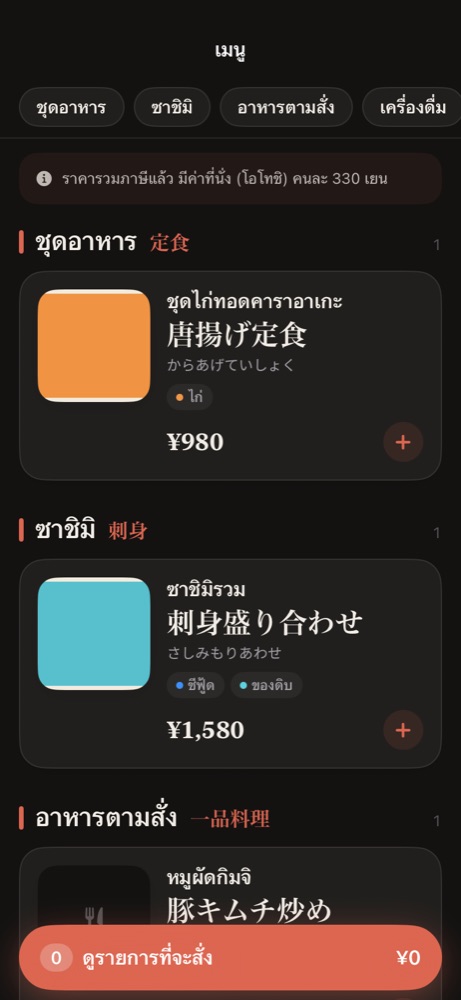 เมนู
ชุดอาหาร ซาชิมิ อาหารตามสั่ง เครื่องดื่ม
ราคารวมภาษีแล้ว มีค่าที่นั่ง (โอโทชิ) คนละ 330 เยน
ชุดอาหาร 定食 1
ชุดไก่ทอดคาราอาเกะ
唐揚げ定食
からあげていしょく
ไก่
¥980 +
ซาชิมิ 刺身 1
ซาชิมิรวม
刺身盛り合わせ
さしみもりあわせ
ซีฟู้ด ของดิบ
¥1,580 +
อาหารตามสั่ง 一品料理 1
หมูผัดกิมจิ
豚キムチ炒め
0 ดูรายการที่จะสั่ง ¥0